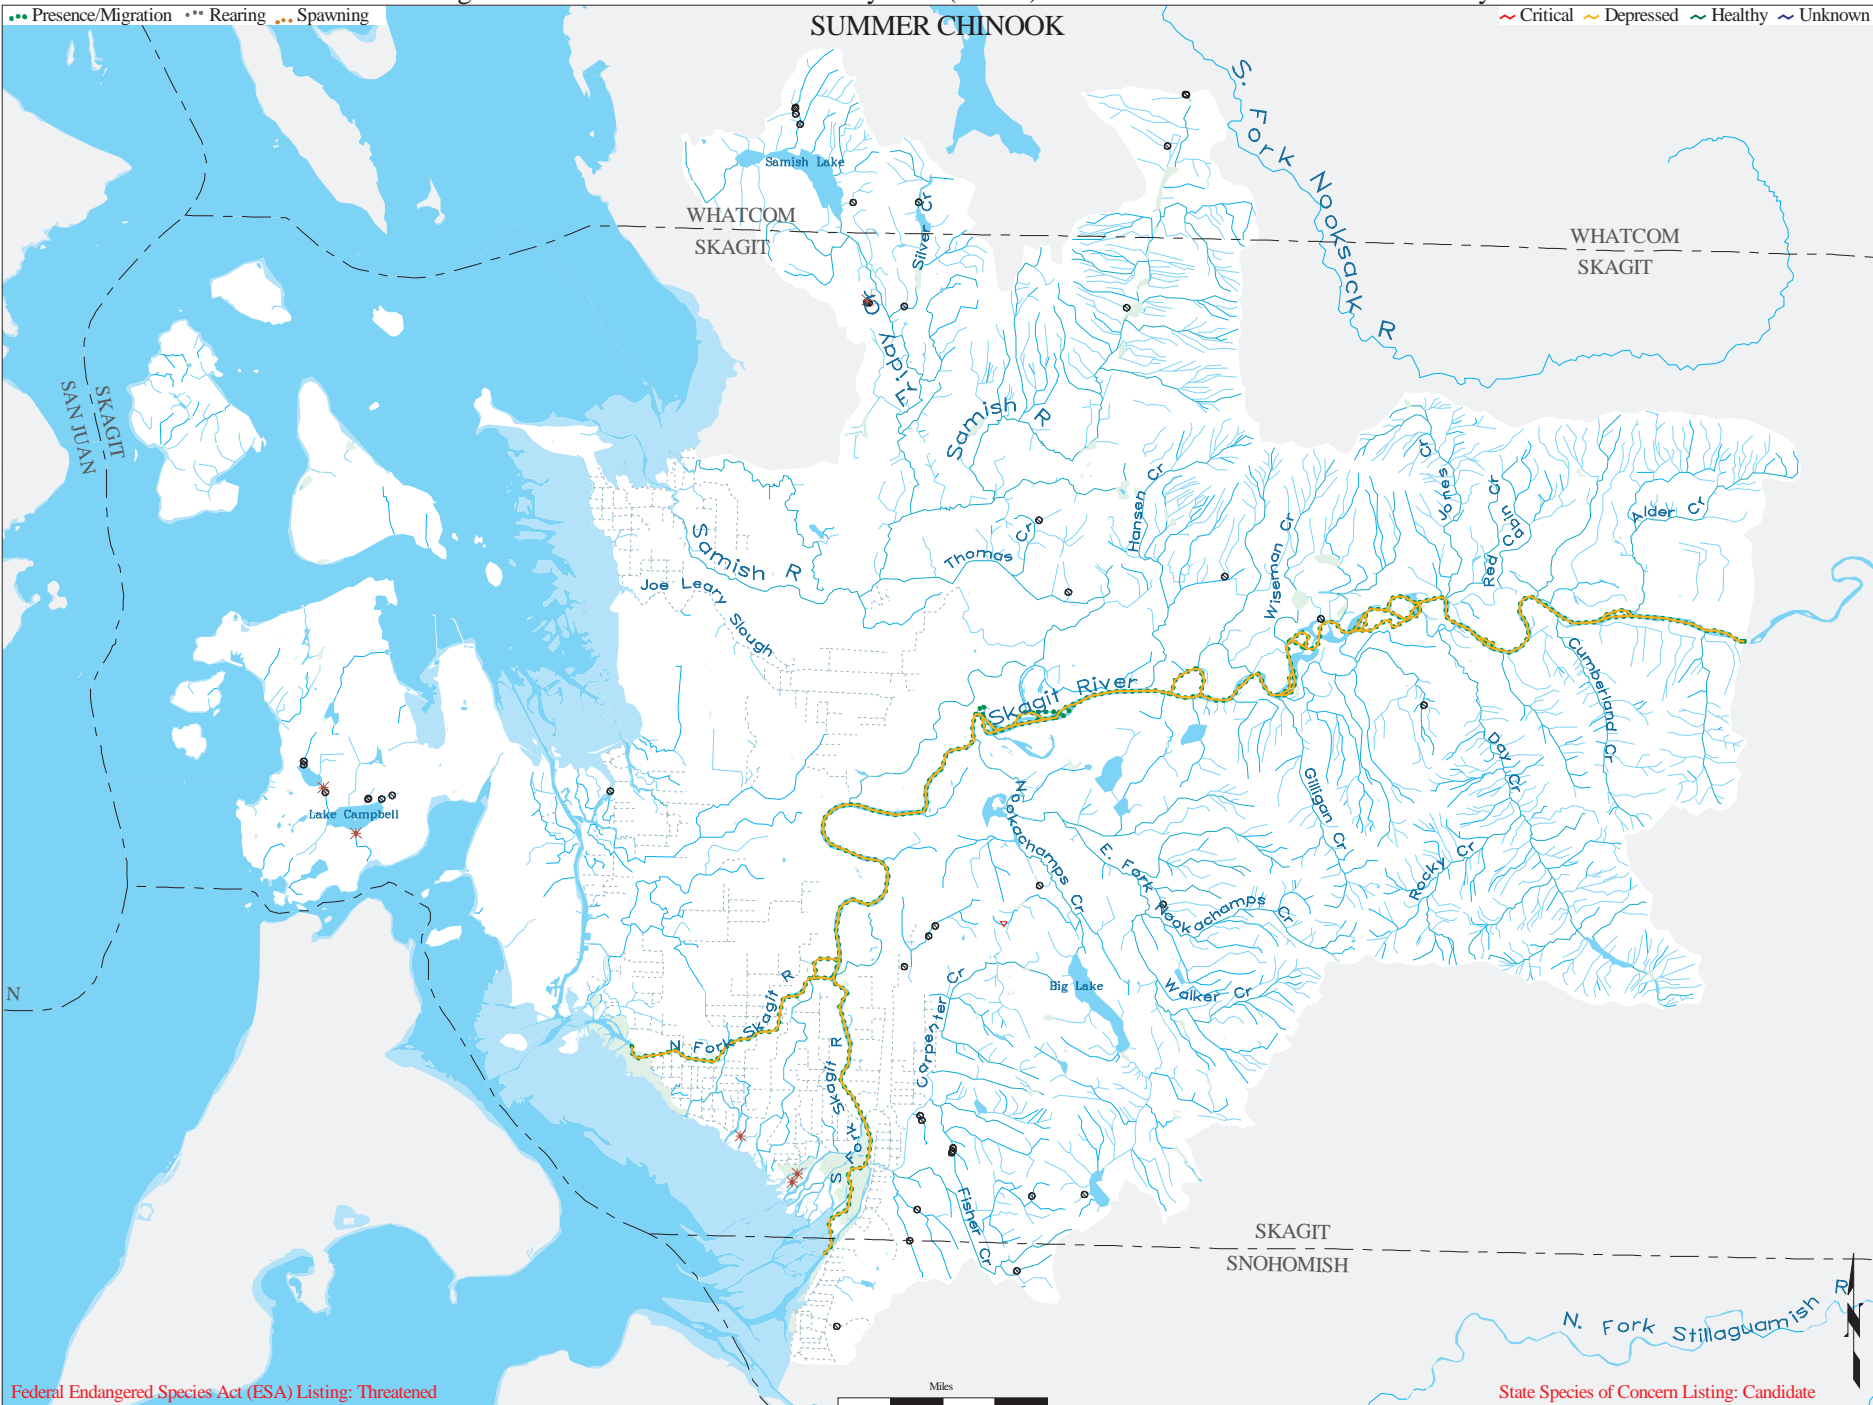 Presence/Migration Rearing Spawning
SUMMER CHINOOK
Critical Depressed Healthy Unknown
S. Fork Nooksack R
Samish Lake
Silver Cr
WHATCOM
SKAGIT
WHATCOM
SKAGIT
Friday Cr
SKAGIT
SAN JUAN
Samish R
Hansen Cr
Jones Cr
Red Cabin Cr
Alder Cr
Wiseman Cr
Thomas Cr
Samish R
Joe Leary Slough
Skagit River
Cumberland Cr
Day Cr
Gilligan Cr
Rocky Cr
Nookachamps Cr
E. Fork Nookachamps Cr
Lake Campbell
Big Lake
Walker Cr
Carpenter Cr
N
N Fork Skagit R
S Fork Skagit R
Fisher Cr
SKAGIT
SNOHOMISH
N. Fork Stillaguamish R
N
Federal Endangered Species Act (ESA) Listing: Threatened
Miles
State Species of Concern Listing: Candidate